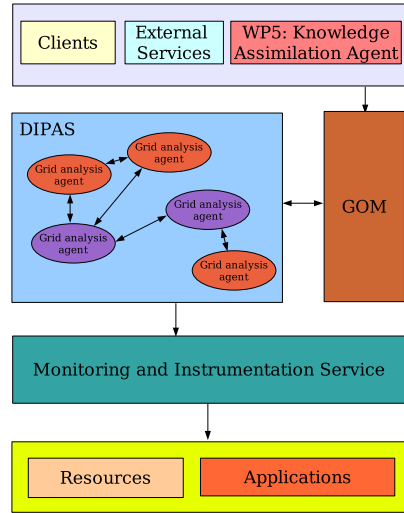 Clients
External
Services
WP5: Knowledge
Assimilation Agent
DIPAS
Grid analysis
agent
Grid analysis
agent
Grid analysis
agent
Grid analysis
agent
Grid analysis
agent
GOM
Monitoring and Instrumentation Service
Resources
Applications